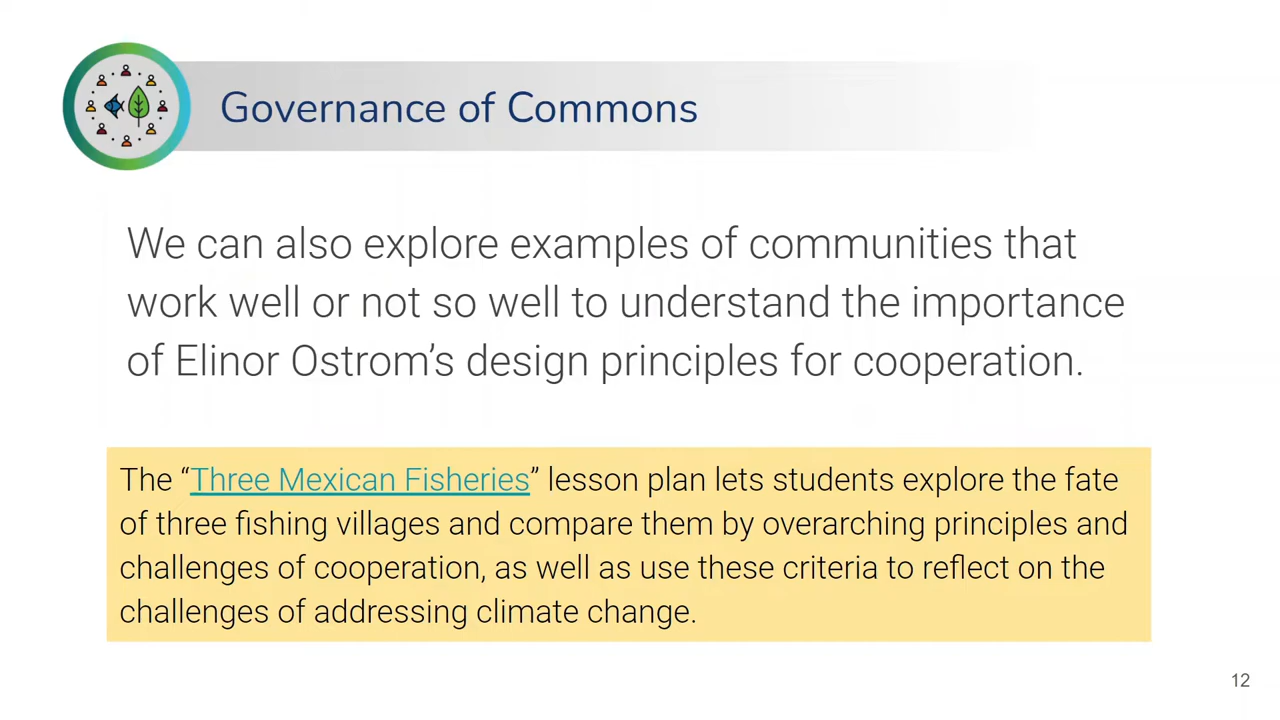 Governance of Commons
We can also explore examples of communities that
work well or not so well to understand the importance
of Elinor Ostrom’s design principles for cooperation.
The “Three Mexican Fisheries” lesson plan lets students explore the fate
of three fishing villages and compare them by overarching principles and
challenges of cooperation, as well as use these criteria to reflect on the
challenges of addressing climate change.
12